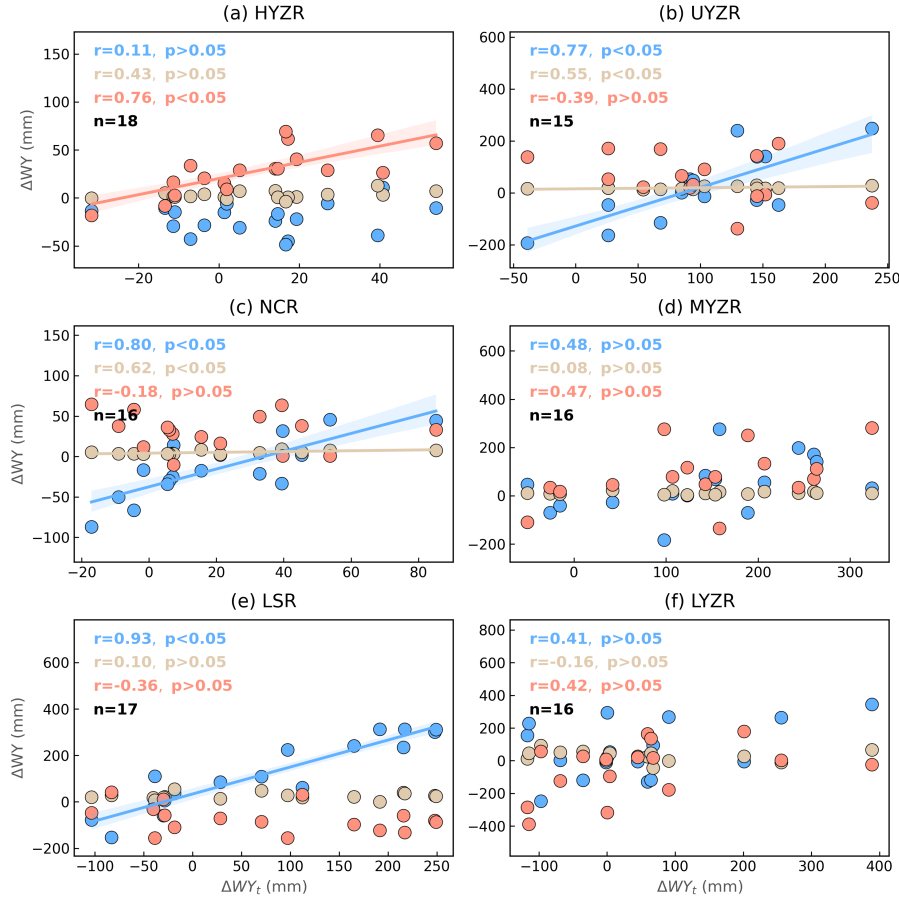 (a) HYZR
r=0.11, p>0.05
r=0.43, p>0.05
r=0.76, p<0.05
n=18
ΔWY (mm)
150
100
50
0
−50
−20
0
20
40
(b) UYZR
r=0.77, p<0.05
r=0.55, p>0.05
r=-0.39, p>0.05
n=15
600
400
200
0
−200
0
50
100
150
200
250
(c) NCR
r=0.80, p<0.05
r=0.62, p<0.05
r=-0.18, p>0.05
n=16
ΔWY (mm)
150
100
50
0
−50
−100
−20
0
20
40
60
80
(d) MYZR
r=0.48, p>0.05
r=0.08, p>0.05
r=0.47, p>0.05
n=16
600
400
200
0
−200
0
100
200
300
(e) LSR
r=0.93, p<0.05
r=0.10, p>0.05
r=-0.36, p>0.05
n=17
ΔWY (mm)
600
400
200
0
−200
−100
−50
0
50
100
150
200
250
ΔWYt (mm)
(f) LYZR
r=0.41, p>0.05
r=-0.16, p>0.05
r=0.42, p>0.05
n=16
800
600
400
200
0
−200
−400
−100
0
100
200
300
400
ΔWYt (mm)